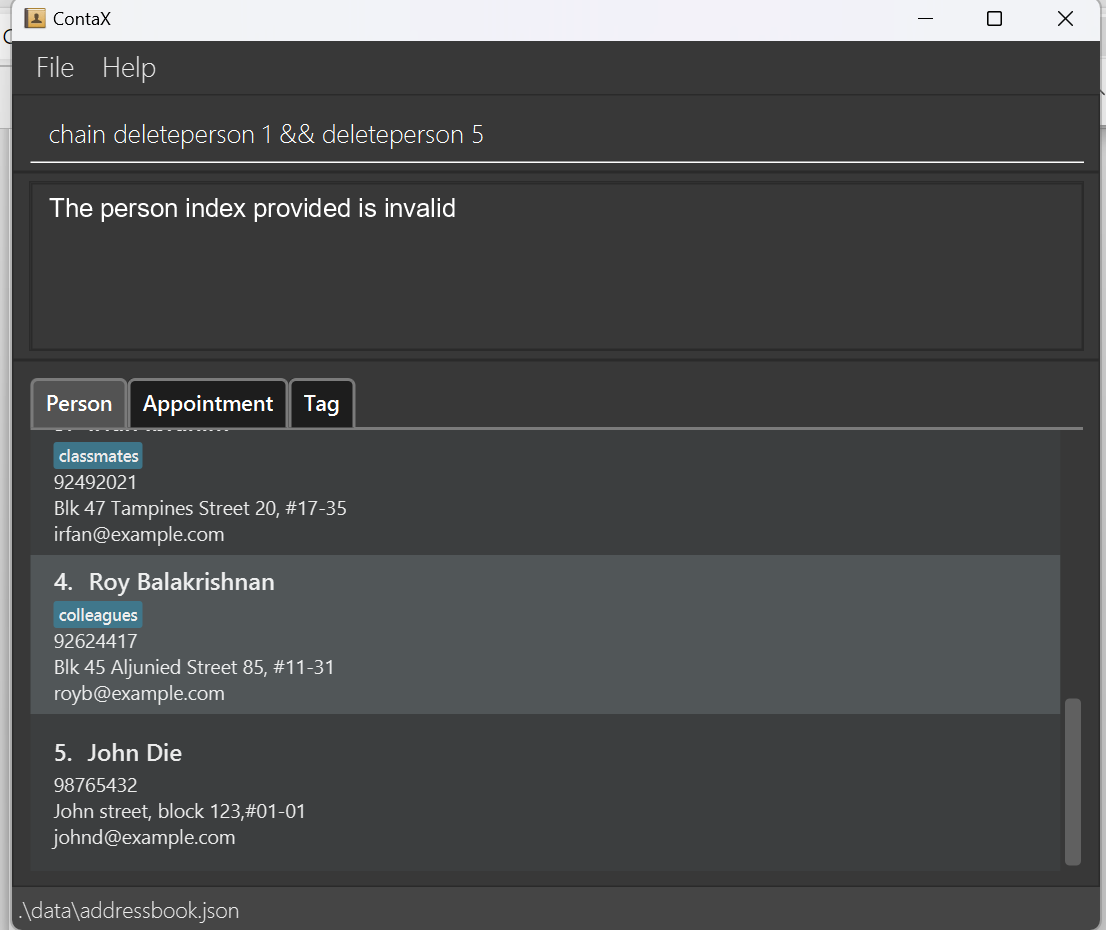 ContaX
File Help
chain deleteperson 1 && deleteperson 5
The person index provided is invalid
Person Appointment Tag
classmates
92492021
Blk 47 Tampines Street 20, #17-35
irfan@example.com
4. Roy Balakrishnan
colleagues
92624417
Blk 45 Aljunied Street 85, #11-31
royb@example.com
5. John Die
98765432
John street, block 123,#01-01
johnd@example.com
.\data\addressbook.json